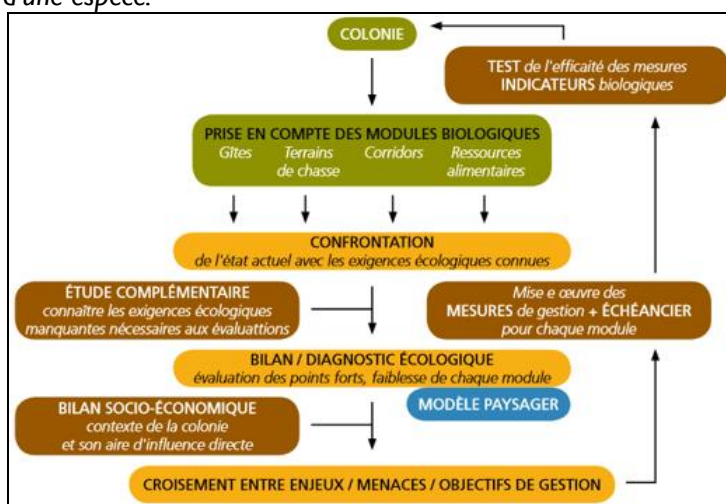 d'une espèce.
COLONIE
TEST de l'efficacité des mesures
INDICATEURS biologiques
PRISE EN COMPTE DES MODULES BIOLOGIQUES
Gîtes Terrains de chasse Corridors Ressources alimentaires
CONFRONTATION
de l'état actuel avec les exigences écologiques connues
ÉTUDE COMPLÉMENTAIRE
connaître les exigences écologiques
manquantes nécessaires aux évaluattions
Mise e œuvre des
MESURES de gestion + ÉCHÉANCIER
pour chaque module
BILAN / DIAGNOSTIC ÉCOLOGIQUE
évaluation des points forts, faiblesse de chaque module
MODÈLE PAYSAGER
BILAN SOCIO-ÉCONOMIQUE
contexte de la colonie
et son aire d'influence directe
CROISEMENT ENTRE ENJEUX / MENACES / OBJECTIFS DE GESTION